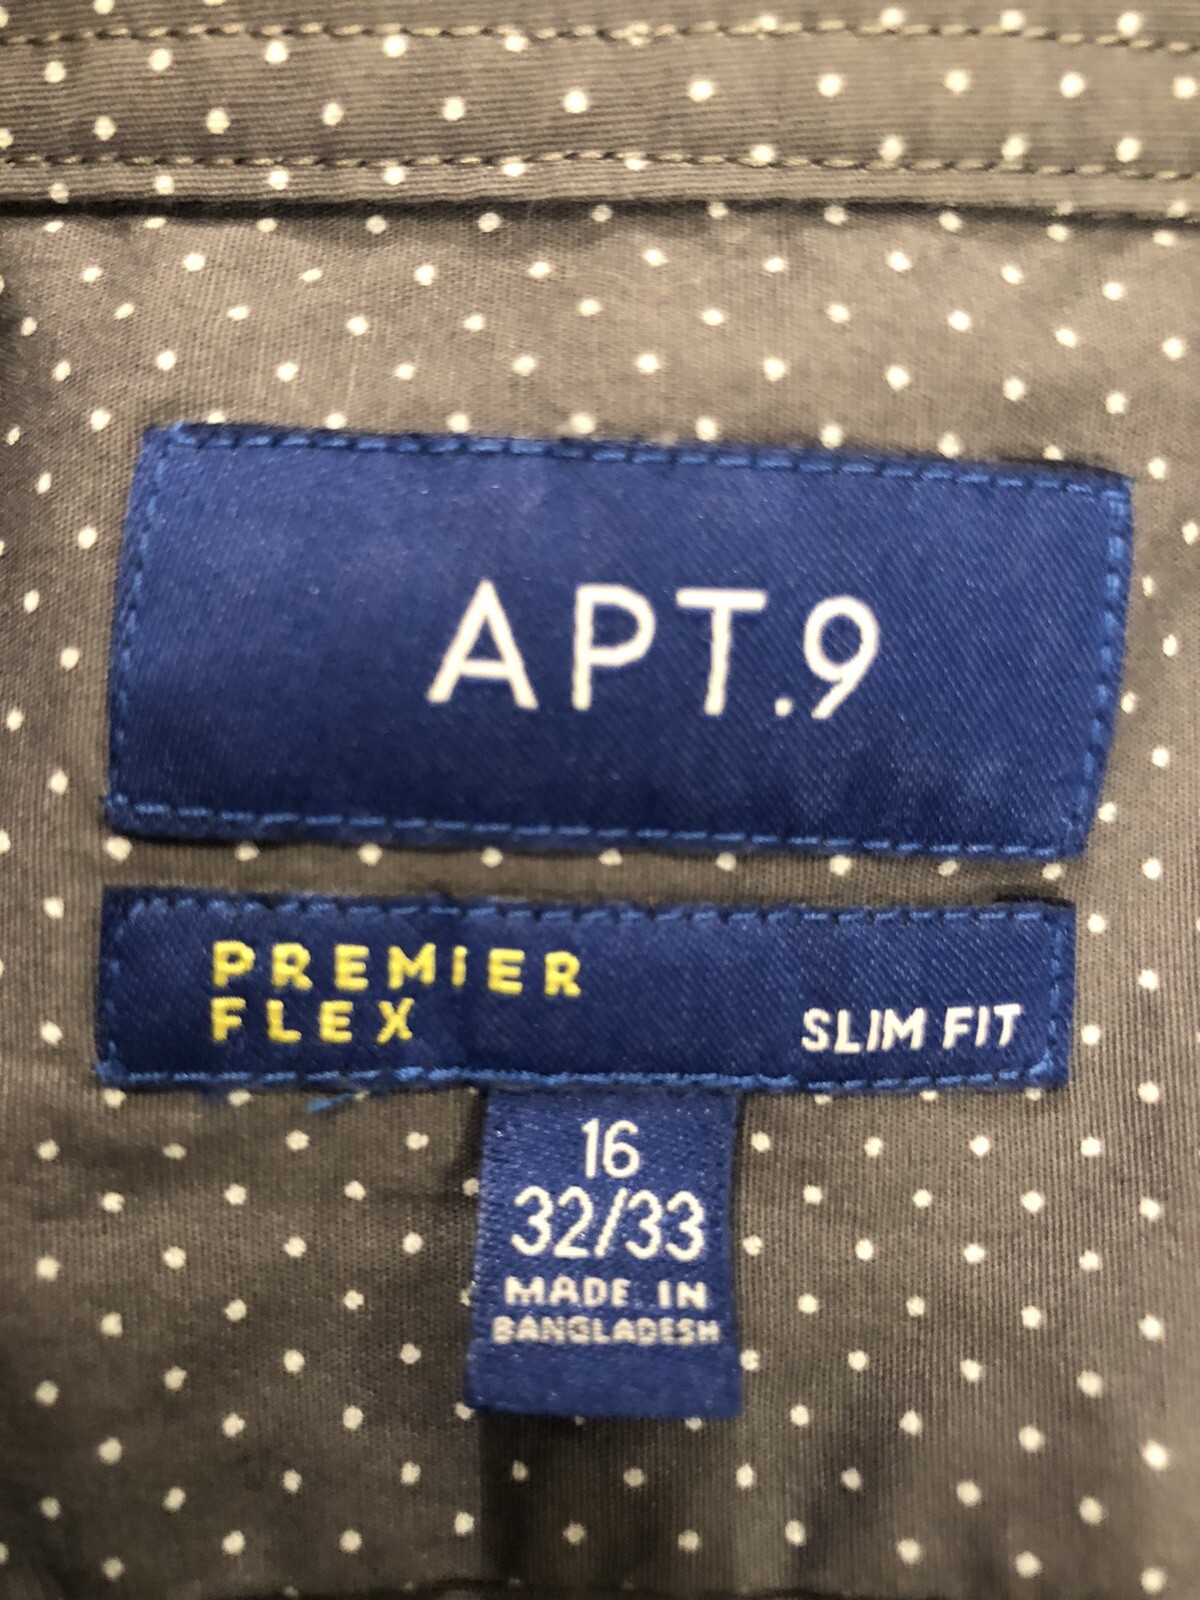 APT.9
PREMIER
FLEX
SLIM FIT
16
32/33
MADE IN
BANGLADESH